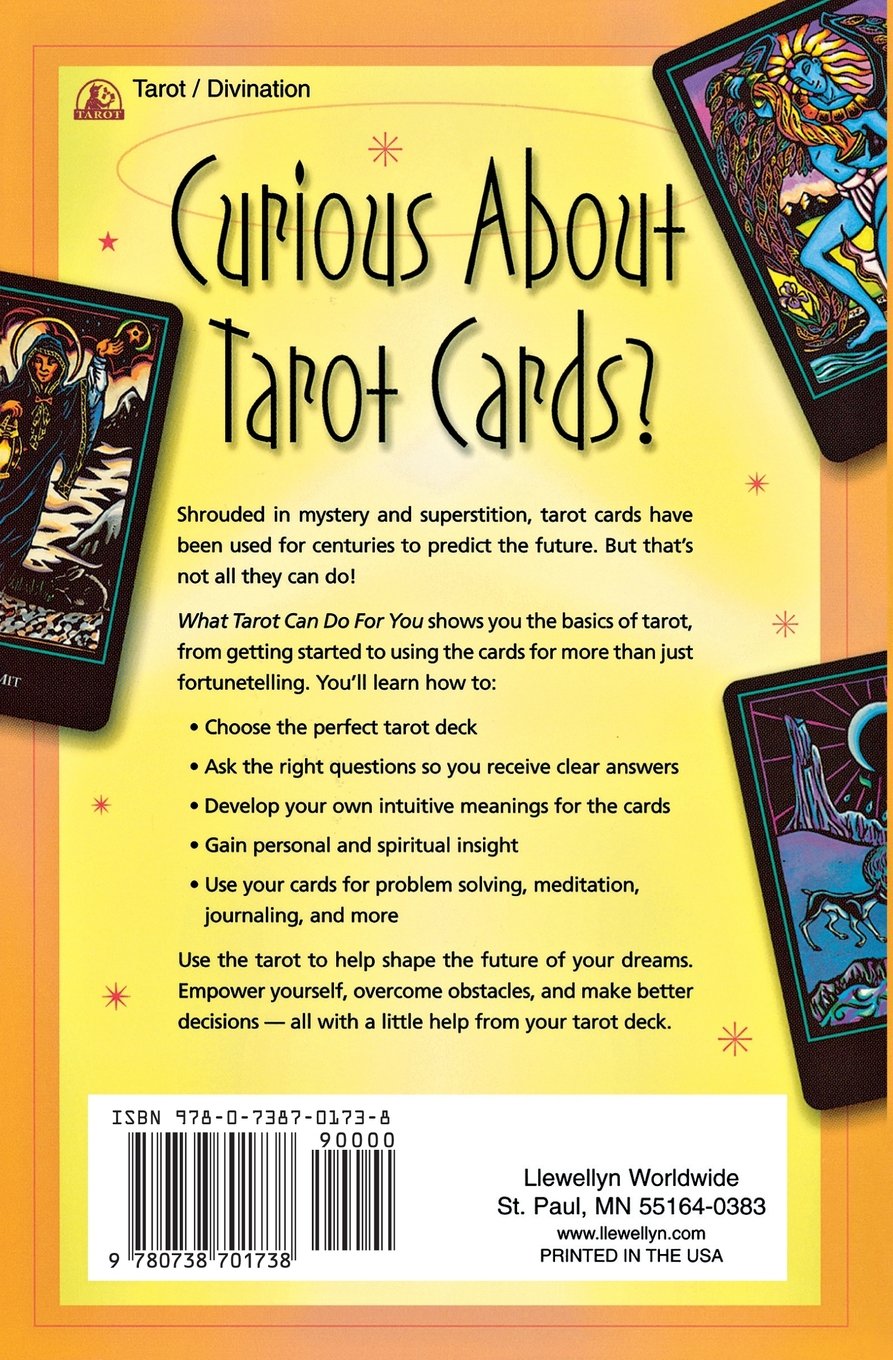 Tarot / Divination
TAROT
Curious About
Tarot Cards?
Shrouded in mystery and superstition, tarot cards have
been used for centuries to predict the future. But that's
not all they can do!
What Tarot Can Do For You shows you the basics of tarot,
from getting started to using the cards for more than just
fortunetelling. You'll learn how to:
• Choose the perfect tarot deck
• Ask the right questions so you receive clear answers
• Develop your own intuitive meanings for the cards
• Gain personal and spiritual insight
• Use your cards for problem solving, meditation,
journaling, and more
Use the tarot to help shape the future of your dreams.
Empower yourself, overcome obstacles, and make better
decisions — all with a little help from your tarot deck.
MIT
ISBN 978-0-7387-0173-8
90000
9 780738 701738
Llewellyn Worldwide
St. Paul, MN 55164-0383
www.llewellyn.com
PRINTED IN THE USA